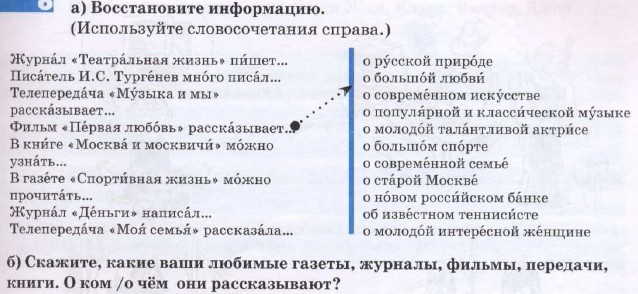 а) Восстановите информацию.
(Используйте словосочетания справа.)
Журна́л «Театра́льная жизнь» пи́шет...
Писа́тель И.С. Турге́нев мно́го писа́л...
Телепереда́ча «Му́зыка и мы»
расска́зывает...
Фильм «Пе́рвая любо́вь» расска́зывает...
В кни́ге «Москва́ и москвичи́» мо́жно
узна́ть...
В газе́те «Спорти́вная жизнь» мо́жно
прочита́ть...
Журна́л «Де́ньги» написа́л...
Телепереда́ча «Моя́ семья́» рассказа́ла...
о ру́сской приро́де
о большо́й любви́
о совреме́нном иску́сстве
о популя́рной и класси́ческой му́зыке
о молодо́й тала́нтливой актри́се
о большо́м спо́рте
о совреме́нной семье́
о ста́рой Москве́
о но́вом росси́йском ба́нке
об изве́стном тенниси́сте
о молодо́й интере́сной же́нщине
б) Скажите, какие ваши любимые газеты, журналы, фильмы, передачи,
книги. О ком /о чём они рассказывают?